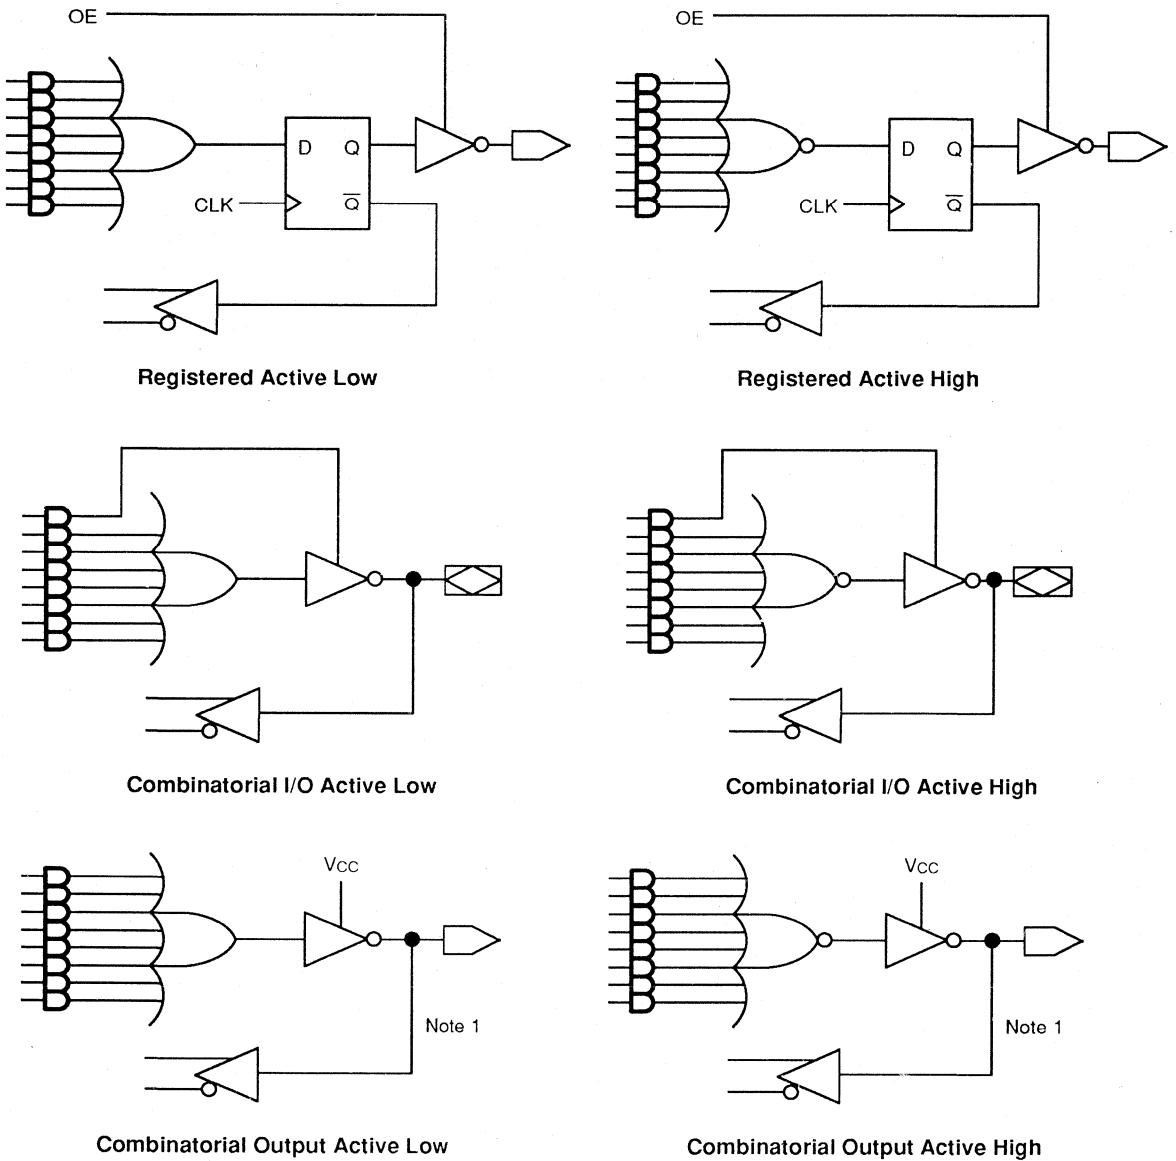 OE
OE
D Q
CLK Q̅
D Q
CLK Q̅
Registered Active Low
Registered Active High
Combinatorial I/O Active Low
Combinatorial I/O Active High
VCC
VCC
Note 1
Note 1
Combinatorial Output Active Low
Combinatorial Output Active High